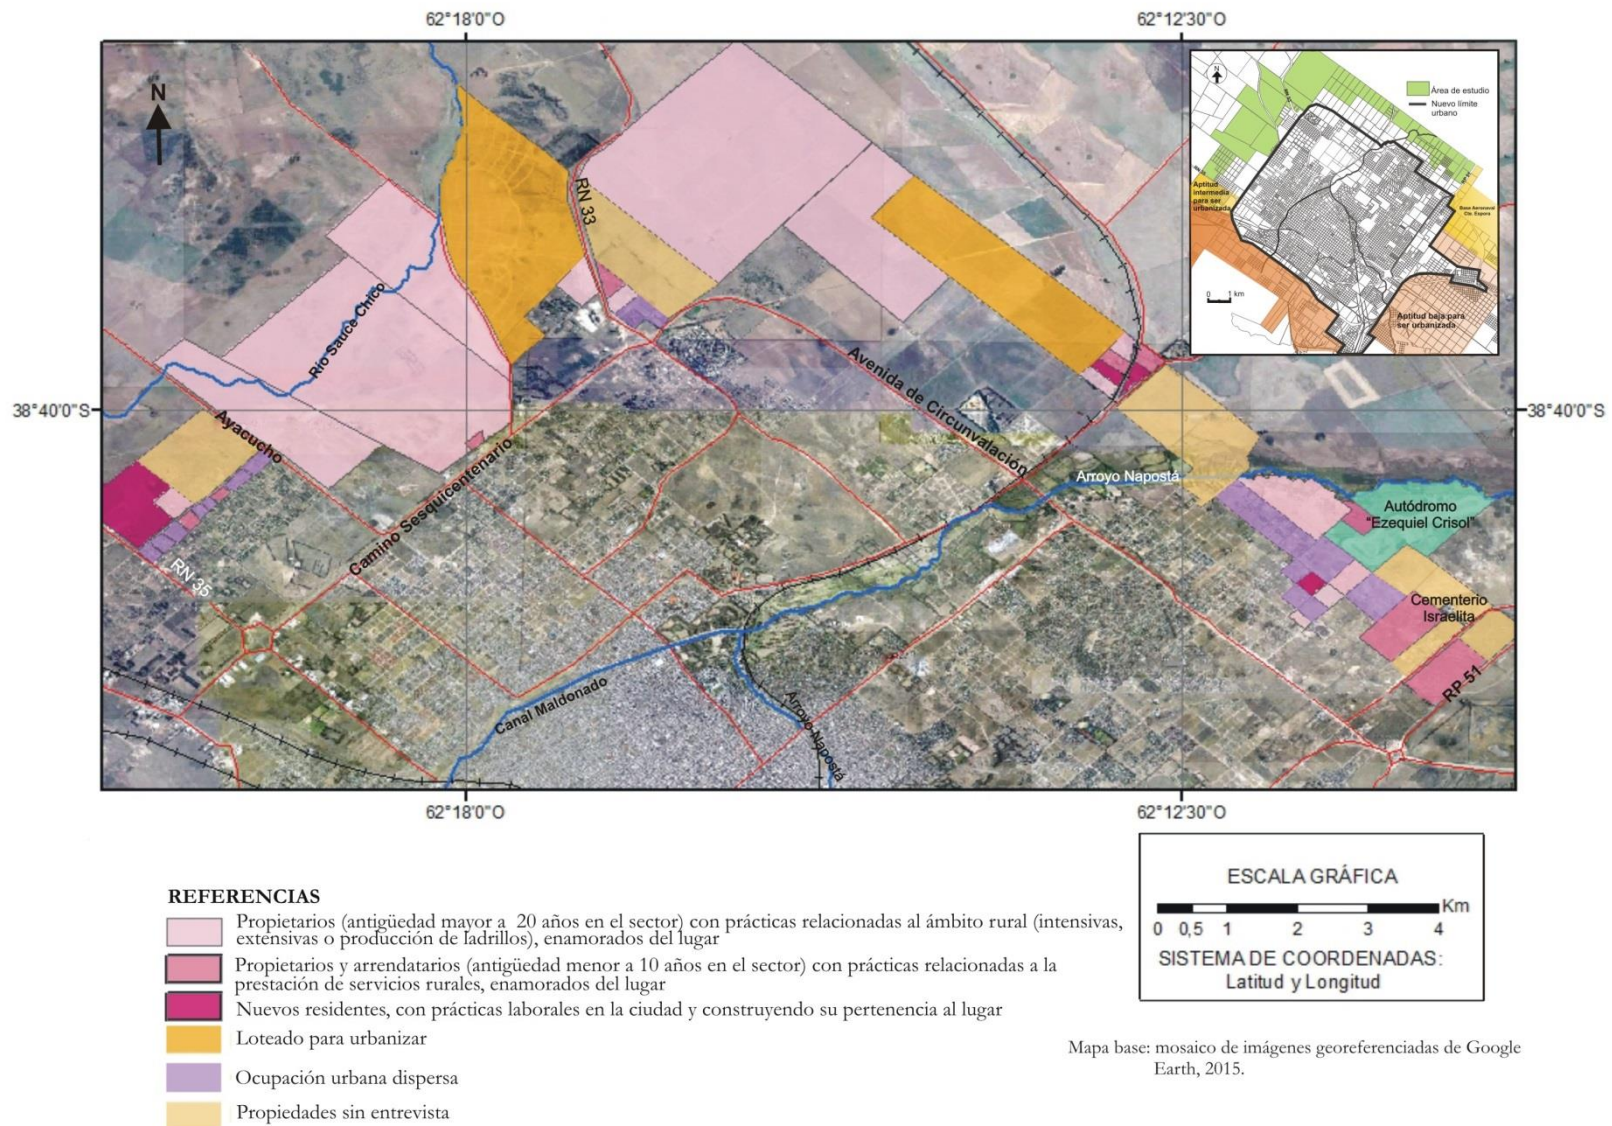 62°18'0"O
62°12'30"O
N
RN 33
Río Sauce Chico
Ayacucho
Camino Sesquicentenario
RN 35
Avenida de Circunvalación
Arroyo Napostá
Canal Maldonado
Arroyo Napostá
Autódromo
"Ezequiel Crisol"
Cementerio
Israelita
RP 51
38°40'0"S
38°40'0"S
N
Área de estudio
Nuevo límite
urbano
Aptitud
intermedia
para ser
urbanizada
Base Aeronaval
Cte. Espora
Aptitud baja para
ser urbanizada
0 1 km
62°18'0"O
62°12'30"O
REFERENCIAS
Propietarios (antigüedad mayor a 20 años en el sector) con prácticas relacionadas al ámbito rural (intensivas,
extensivas o producción de ladrillos), enamorados del lugar
Propietarios y arrendatarios (antigüedad menor a 10 años en el sector) con prácticas relacionadas a la
prestación de servicios rurales, enamorados del lugar
Nuevos residentes, con prácticas laborales en la ciudad y construyendo su pertenencia al lugar
Loteado para urbanizar
Ocupación urbana dispersa
Propiedades sin entrevista
ESCALA GRÁFICA
Km
0 0,5 1 2 3 4
SISTEMA DE COORDENADAS:
Latitud y Longitud
Mapa base: mosaico de imágenes georeferenciadas de Google
Earth, 2015.